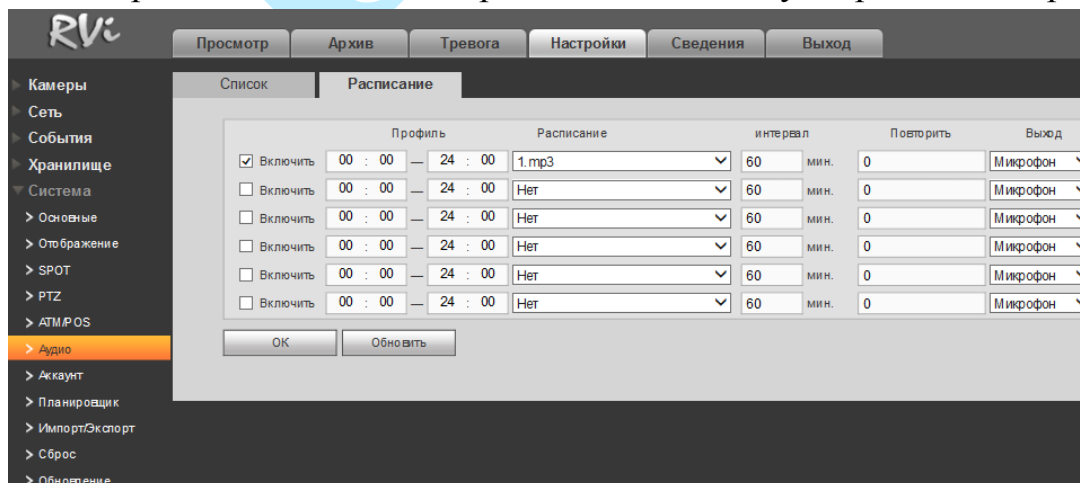 RVi
Просмотр Архив Тревога Настройки Сведения Выход
Камеры
Сеть
События
Хранилище
Система
Основные
Отображение
SPOT
PTZ
ATM/POS
Аудио
Аккаунт
Планировщик
Импорт/Экспорт
Сброс
Обновление
Список Расписание
Профиль Расписание интервал Повторить Выход
Включить 00 : 00 — 24 : 00 1.mp3 60 мин. 0 Микрофон
Включить 00 : 00 — 24 : 00 Нет 60 мин. 0 Микрофон
Включить 00 : 00 — 24 : 00 Нет 60 мин. 0 Микрофон
Включить 00 : 00 — 24 : 00 Нет 60 мин. 0 Микрофон
Включить 00 : 00 — 24 : 00 Нет 60 мин. 0 Микрофон
Включить 00 : 00 — 24 : 00 Нет 60 мин. 0 Микрофон
OK Обновить